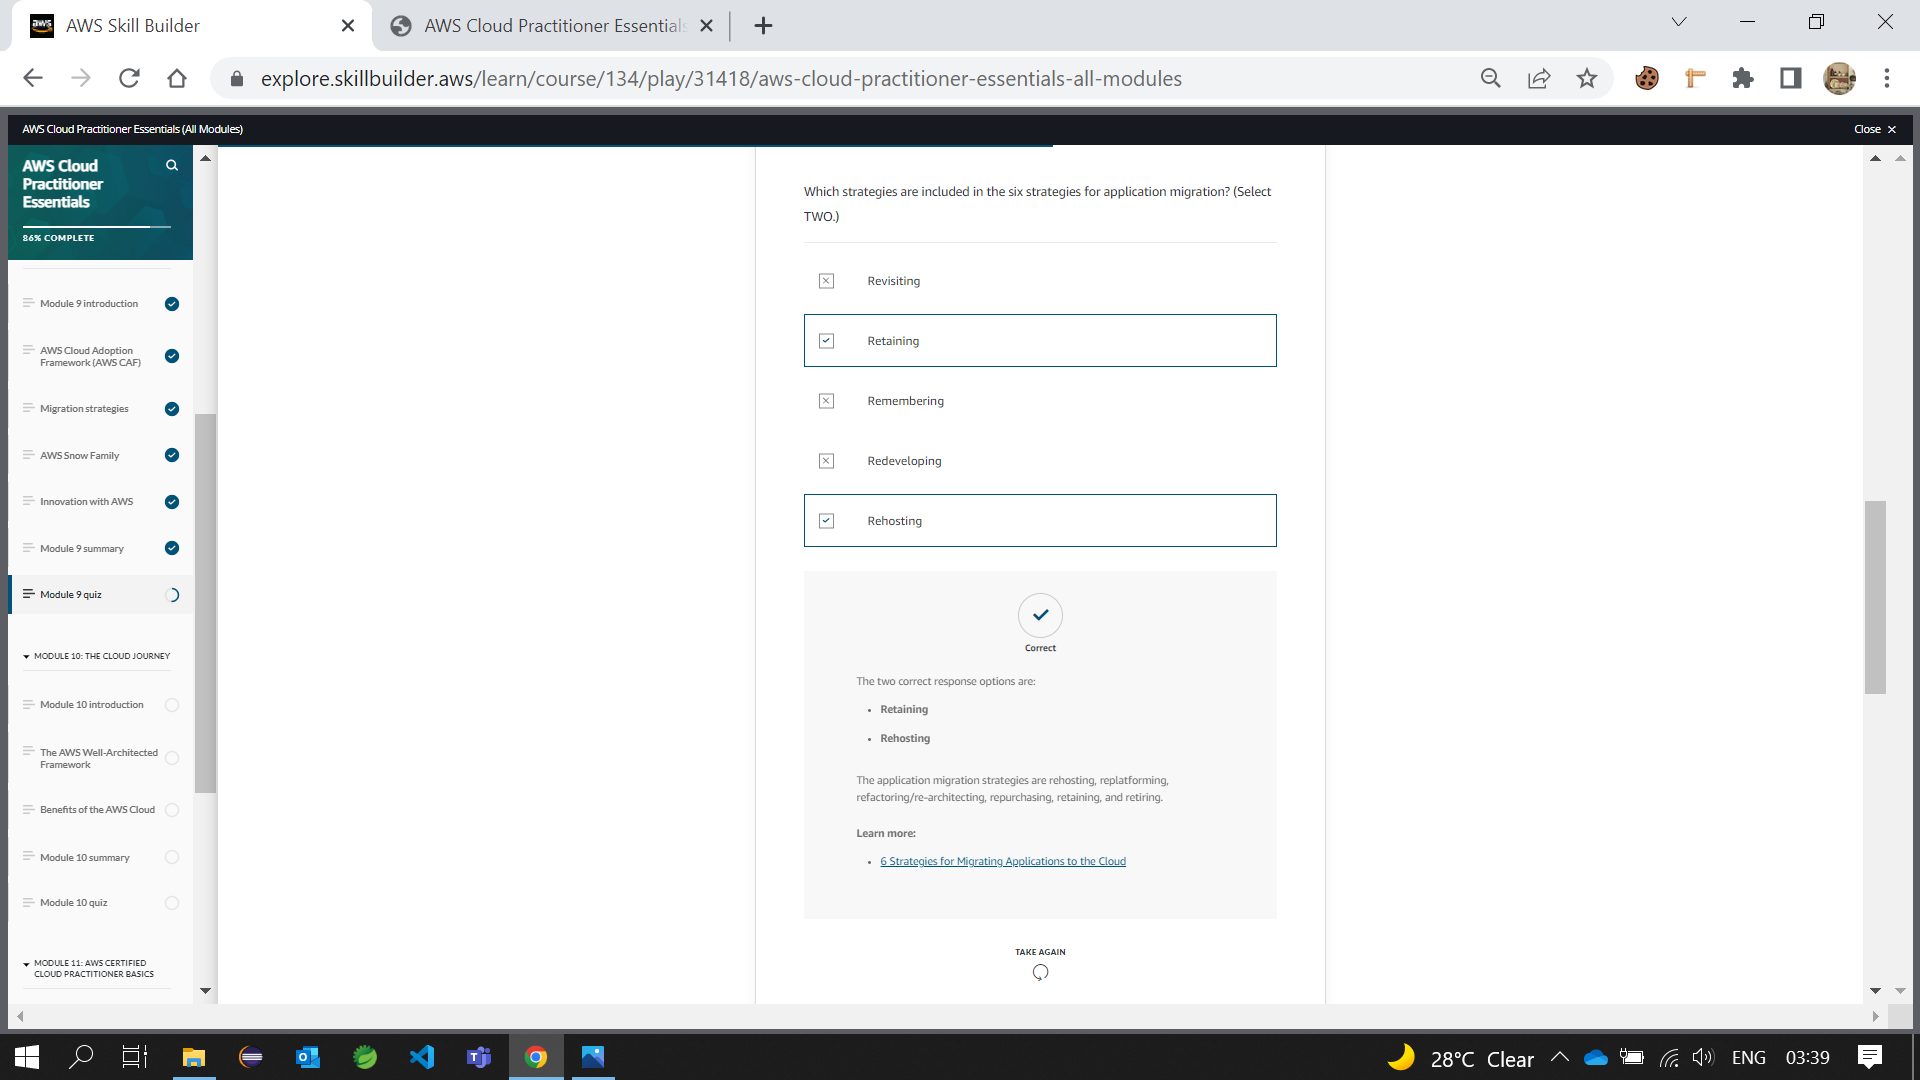 AWS Skill Builder
AWS Cloud Practitioner Essentials
explore.skillbuilder.aws/learn/course/134/play/31418/aws-cloud-practitioner-essentials-all-modules
AWS Cloud Practitioner Essentials (All Modules)
Close
AWS Cloud
Practitioner
Essentials
86% COMPLETE
Module 9 introduction
AWS Cloud Adoption
Framework (AWS CAF)
Migration strategies
AWS Snow Family
Innovation with AWS
Module 9 summary
Module 9 quiz
MODULE 10: THE CLOUD JOURNEY
Module 10 introduction
The AWS Well-Architected
Framework
Benefits of the AWS Cloud
Module 10 summary
Module 10 quiz
MODULE 11: AWS CERTIFIED
CLOUD PRACTITIONER BASICS
Which strategies are included in the six strategies for application migration? (Select
TWO.)
Revisiting
Retaining
Remembering
Redeveloping
Rehosting
Correct
The two correct response options are:
• Retaining
• Rehosting
The application migration strategies are rehosting, replatforming,
refactoring/re-architecting, repurchasing, retaining, and retiring.
Learn more:
• 6 Strategies for Migrating Applications to the Cloud
TAKE AGAIN
28°C Clear
ENG
03:39